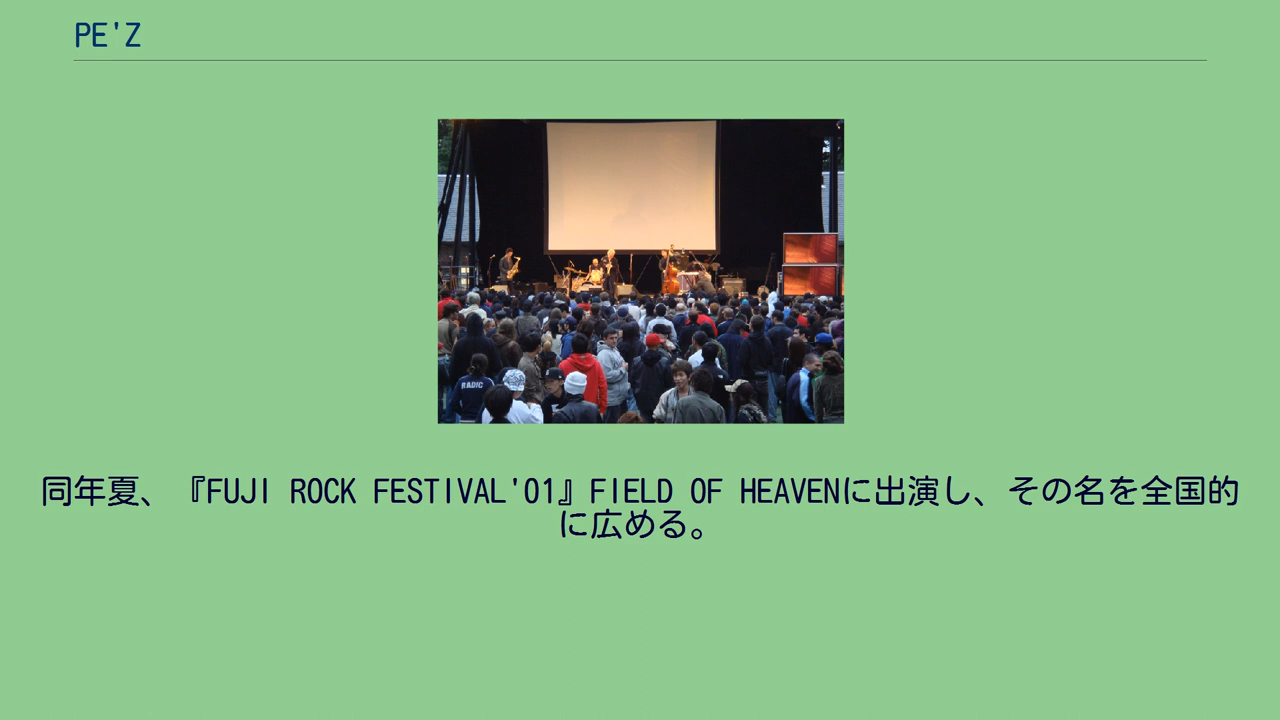 PE'Z
RADIC
同年夏、『FUJI ROCK FESTIVAL'01』FIELD OF HEAVENに出演し、その名を全国的
に広める。